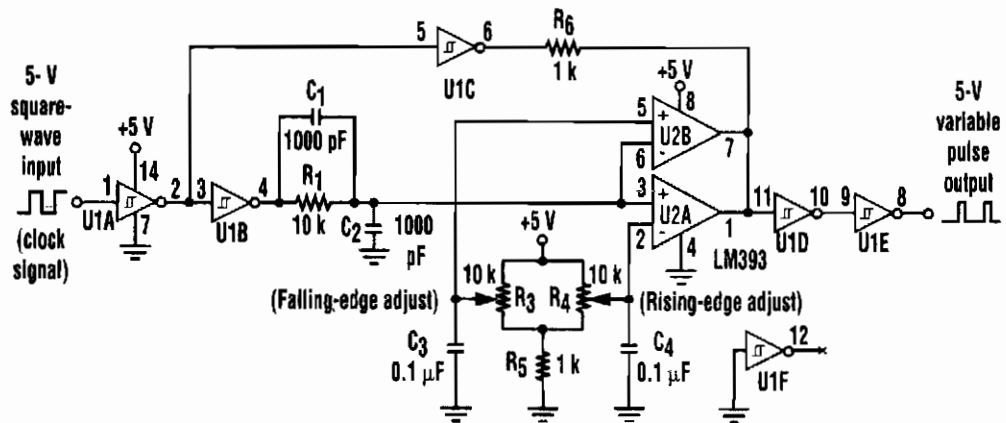 5- V
square-
wave
input
(clock
signal)
+5 V
14
1
7
2
U1A
3
4
U1B
5
6
U1C
R6
1 k
C1
1000 pF
R1
10 k
C2
1000
pF
+5 V
8
5
+
U2B
6
-
7
3
+
U2A
2
-
1
4
LM393
11
10
U1D
9
8
U1E
5-V
variable
pulse
output
+5 V
10 k
R3
10 k
R4
(Falling-edge adjust)
(Rising-edge adjust)
C3
0.1 µF
R5
1 k
C4
0.1 µF
12
U1F